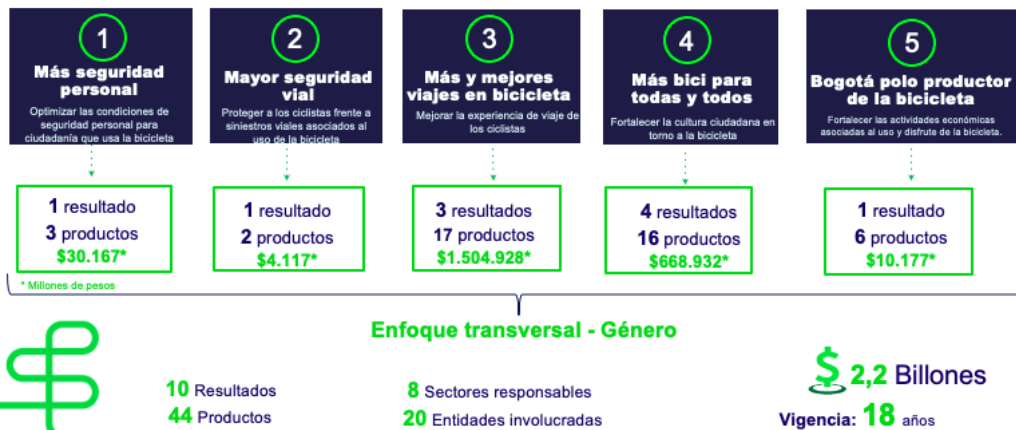 1
Más seguridad
personal
Optimizar las condiciones de
seguridad personal para
ciudadanía que usa la bicicleta
1 resultado
3 productos
$30.167*
* Millones de pesos
2
Mayor seguridad
vial
Proteger a los ciclistas frente a
siniestros viales asociados al
uso de la bicicleta
1 resultado
2 productos
$4.117*
3
Más y mejores
viajes en bicicleta
Mejorar la experiencia de viaje de
los ciclistas
3 resultados
17 productos
$1.504.928*
4
Más bici para
todas y todos
Fortalecer la cultura ciudadana en
torno a la bicicleta
4 resultados
16 productos
$668.932*
5
Bogotá polo productor
de la bicicleta
Fortalecer las actividades económicas
asociadas al uso y disfrute de la bicicleta.
1 resultado
6 productos
$10.177*
Enfoque transversal - Género
10 Resultados
44 Productos
8 Sectores responsables
20 Entidades involucradas
$ 2,2 Billones
Vigencia: 18 años